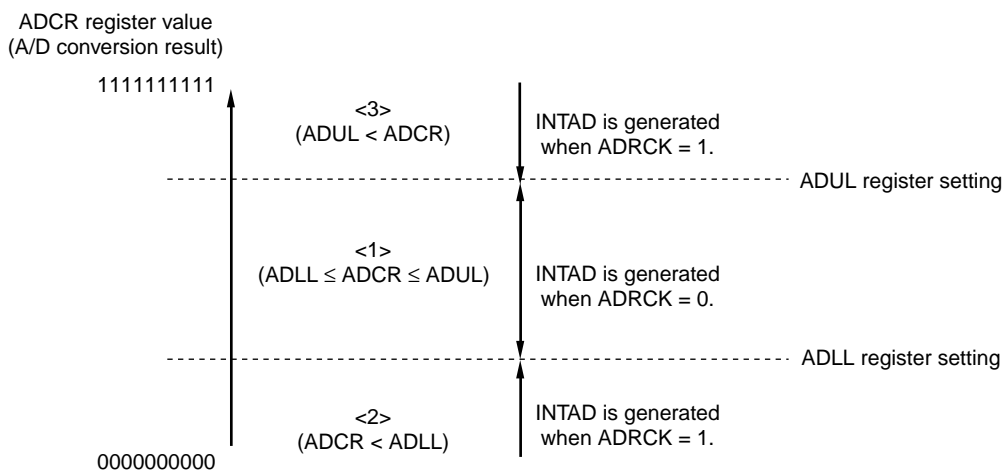 ADCR register value
(A/D conversion result)
1111111111
<3>
(ADUL < ADCR)
INTAD is generated
when ADRCK = 1.
ADUL register setting
<1>
(ADLL ≤ ADCR ≤ ADUL)
INTAD is generated
when ADRCK = 0.
ADLL register setting
<2>
(ADCR < ADLL)
INTAD is generated
when ADRCK = 1.
0000000000